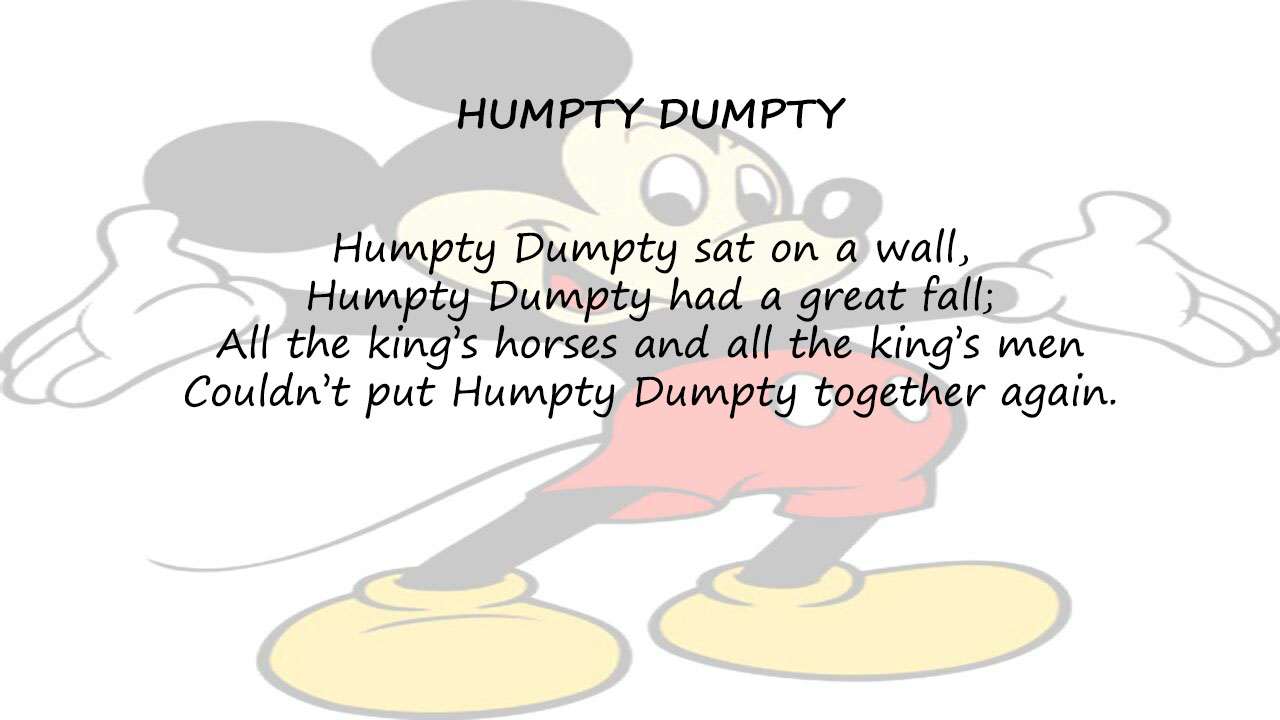 HUMPTY DUMPTY
Humpty Dumpty sat on a wall,
Humpty Dumpty had a great fall;
All the king’s horses and all the king’s men
Couldn’t put Humpty Dumpty together again.